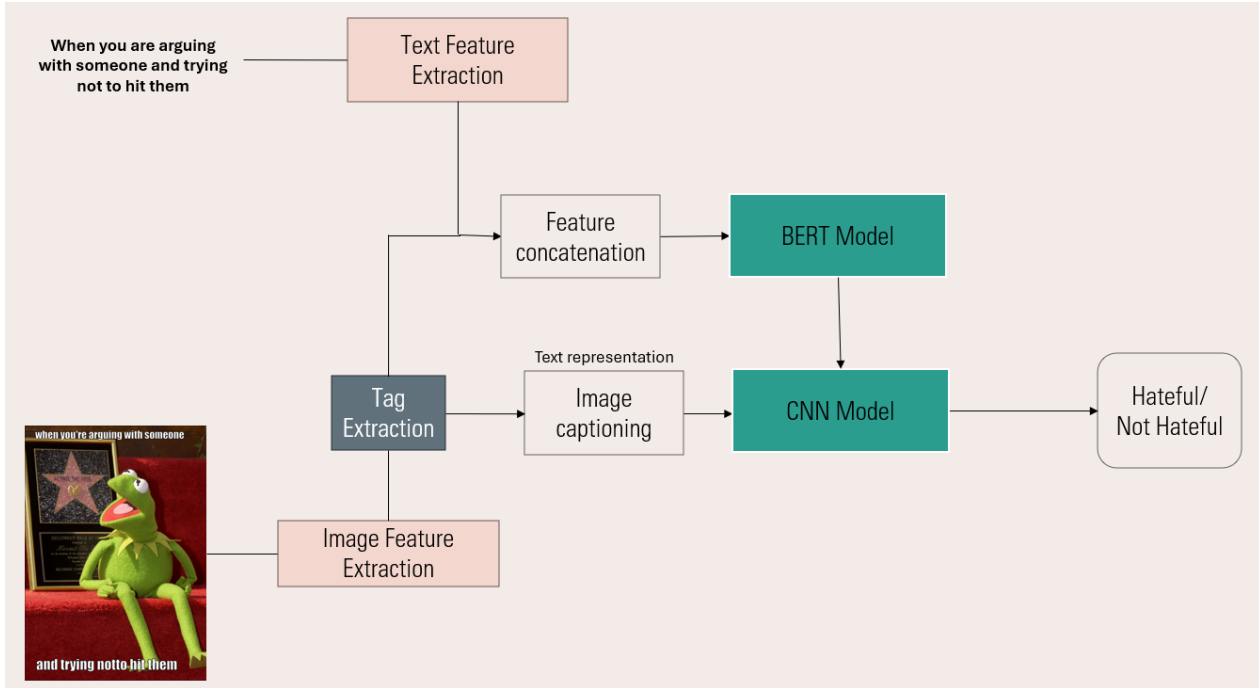 When you are arguing
with someone and trying
not to hit them
Text Feature
Extraction
Feature
concatenation
BERT Model
Text representation
Tag
Extraction
Image
captioning
CNN Model
Hateful/
Not Hateful
when you're arguing with someone
and trying notto hit them
Image Feature
Extraction